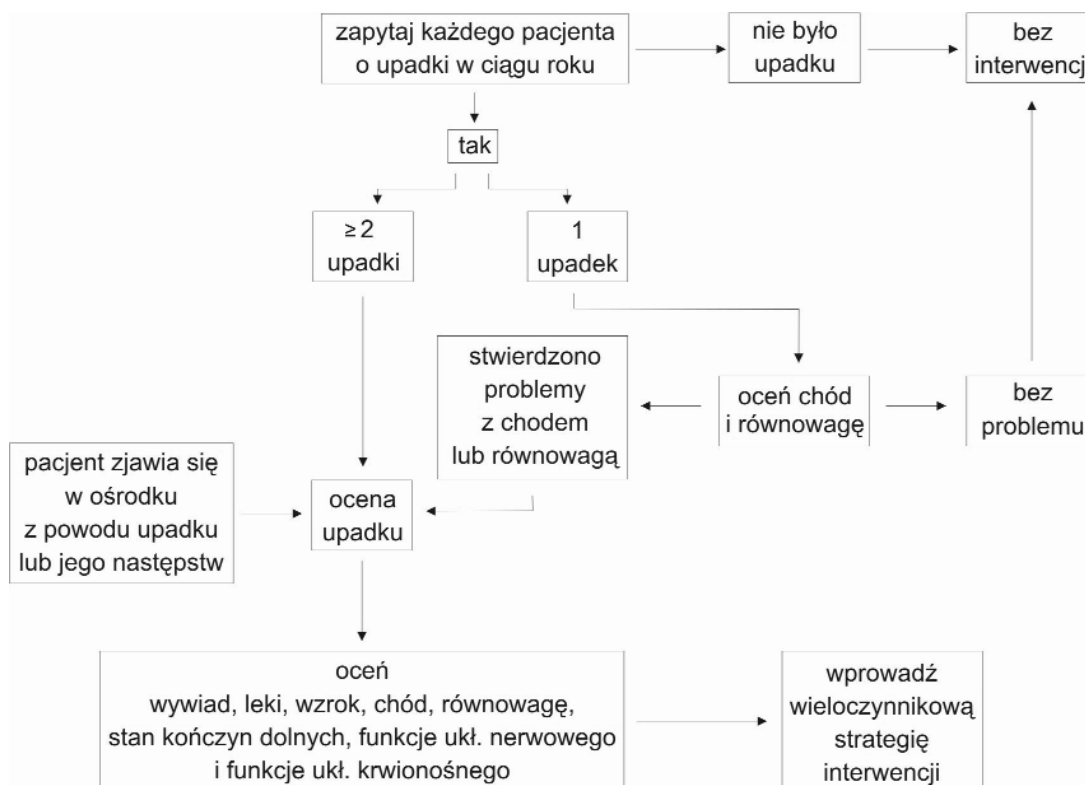 zapytaj każdego pacjenta
o upadki w ciągu roku
nie było
upadku
bez
interwencj
tak
≥ 2
upadki
1
upadek
stwierdzono
problemy
z chodem
lub równowagą
oceń chód
i równowagę
bez
problemu
pacjent zjawia się
w ośrodku
z powodu upadku
lub jego następstw
ocena
upadku
oceń
wywiad, leki, wzrok, chód, równowagę,
stan kończyn dolnych, funkcje ukł. nerwowego
i funkcje ukł. krwionośnego
wprowadź
wieloczynnikową
strategię
interwencji